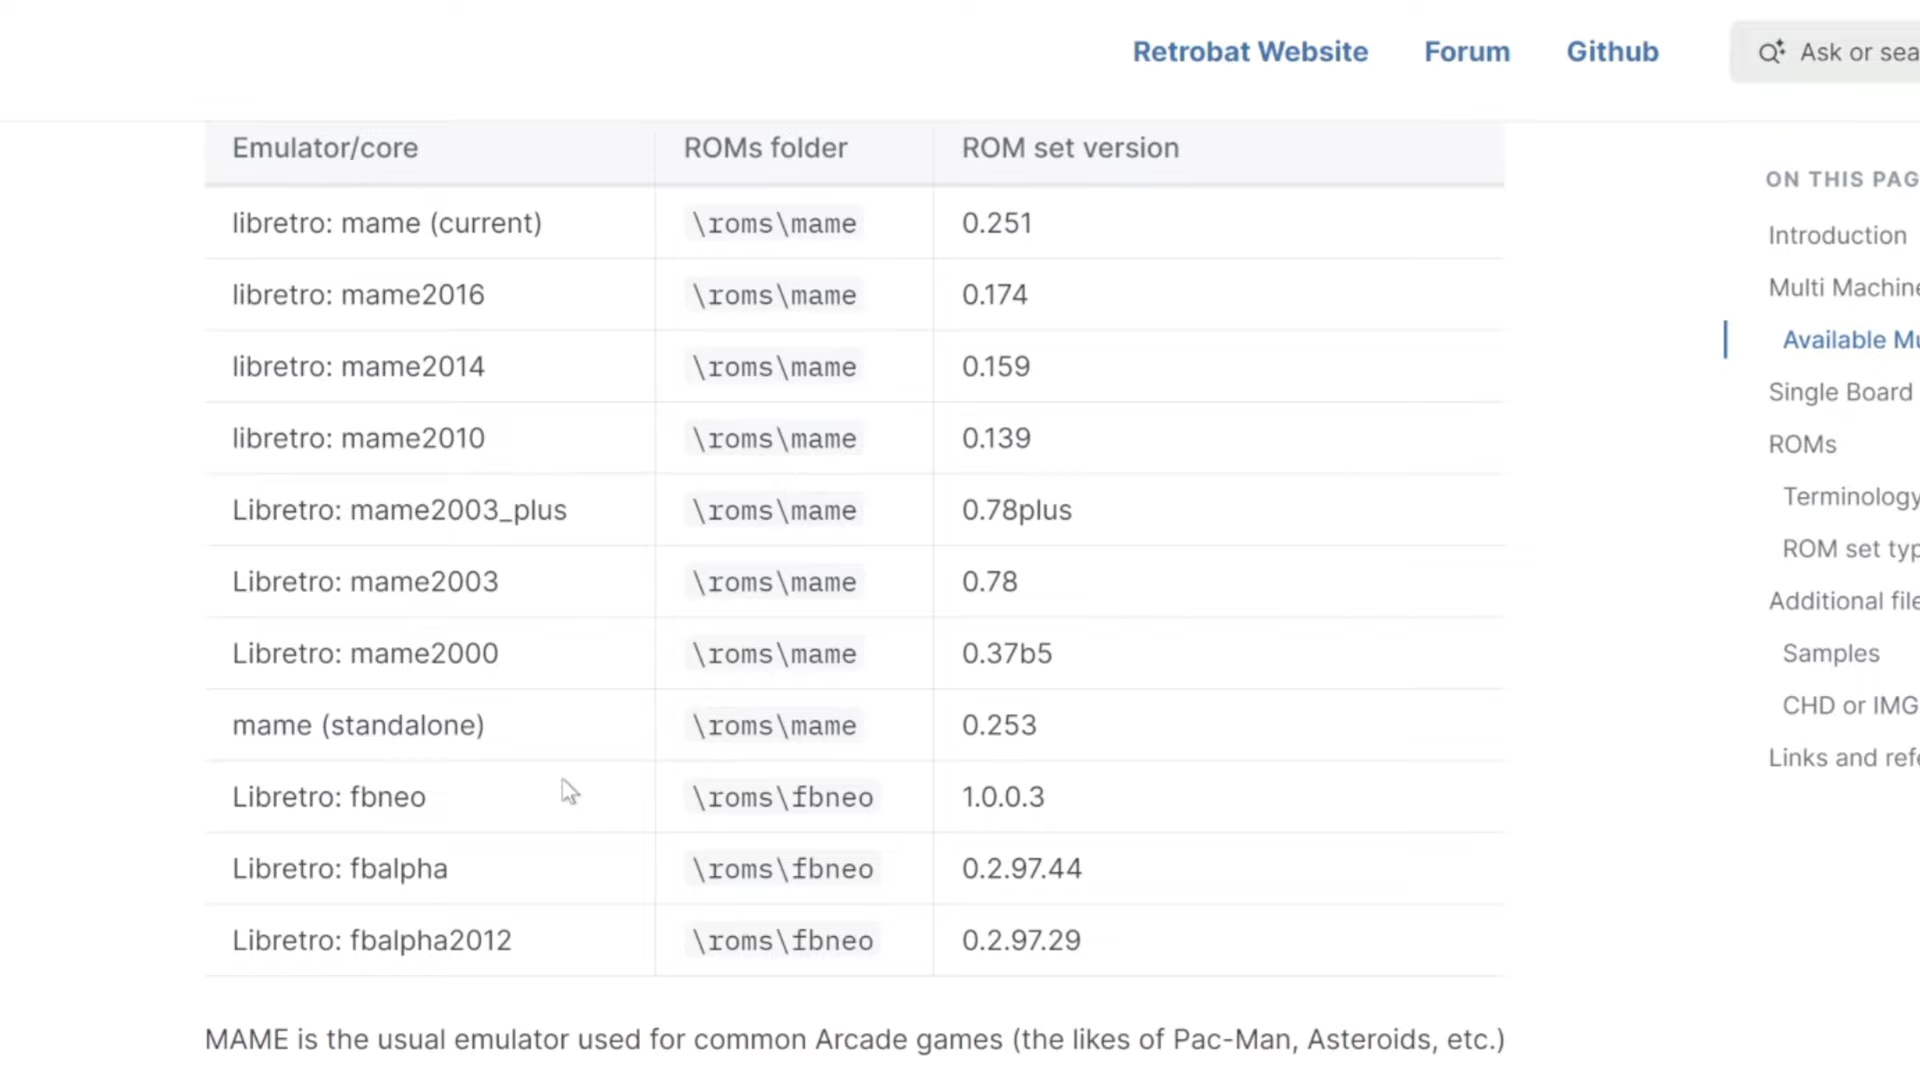 Retrobat Website Forum Github Ask or sea
Emulator/core ROMs folder ROM set version
libretro: mame (current) \roms\mame 0.251
libretro: mame2016 \roms\mame 0.174
libretro: mame2014 \roms\mame 0.159
libretro: mame2010 \roms\mame 0.139
Libretro: mame2003_plus \roms\mame 0.78plus
Libretro: mame2003 \roms\mame 0.78
Libretro: mame2000 \roms\mame 0.37b5
mame (standalone) \roms\mame 0.253
Libretro: fbneo \roms\fbneo 1.0.0.3
Libretro: fbalpha \roms\fbneo 0.2.97.44
Libretro: fbalpha2012 \roms\fbneo 0.2.97.29
MAME is the usual emulator used for common Arcade games (the likes of Pac-Man, Asteroids, etc.)
ON THIS PAG
Introduction
Multi Machine
Available Mu
Single Board
ROMs
Terminology
ROM set typ
Additional file
Samples
CHD or IMG
Links and refe